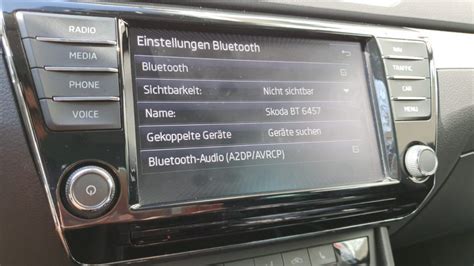 RADIO
MEDIA
PHONE
VOICE
Einstellungen Bluetooth
Bluetooth
Sichtbarkeit: Nicht sichtbar
Name: Skoda BT 6457
Gekoppelte Geräte Geräte suchen
Bluetooth-Audio (A2DP/AVRCP)
NAV
TRAFFIC
CAR
MENU